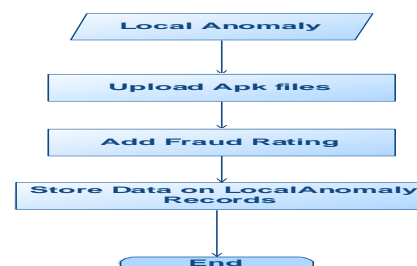 Local Anomaly
Upload Apk files
Add Fraud Rating
Store Data on LocalAnomaly
Records
End